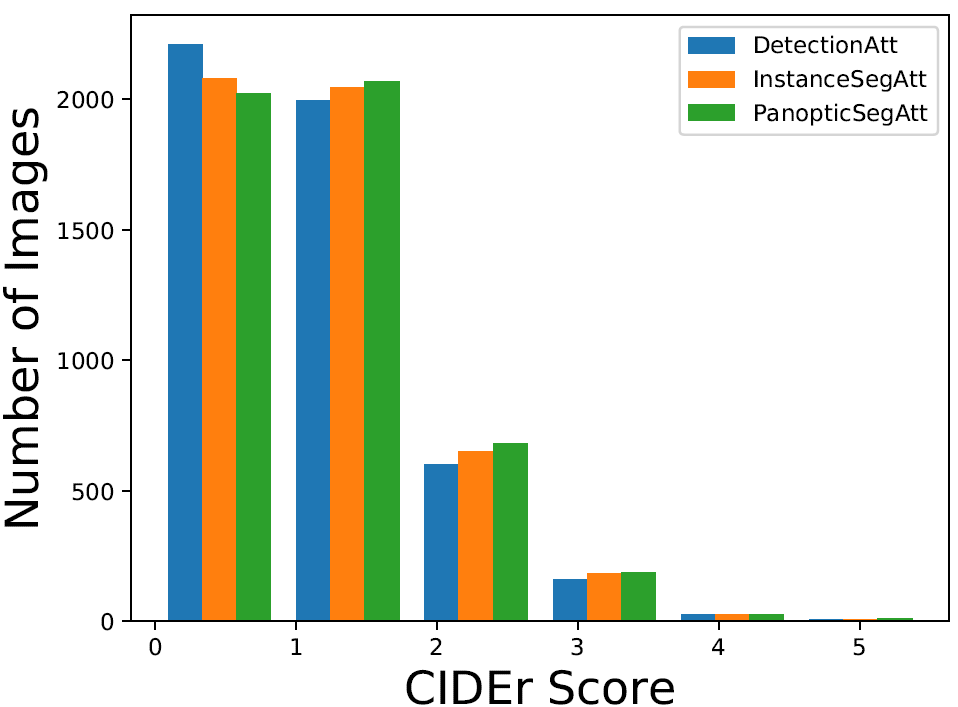 DetectionAtt
InstanceSegAtt
PanopticSegAtt
Number of Images
2000
1500
1000
500
0
0 1 2 3 4 5
CIDEr Score